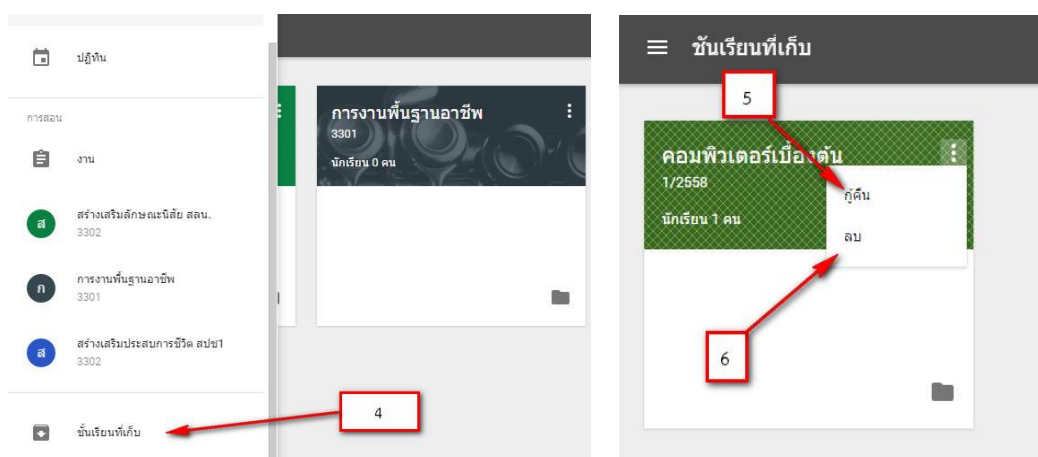 ปฏิทิน
การสอน
งาน
ส
สร้างเสริมลักษณะนิสัย สลน.
3302
ก
การงานพื้นฐานอาชีพ
3301
ส
สร้างเสริมประสบการชีวิต สปช1
3302
ชั้นเรียนที่เก็บ
การงานพื้นฐานอาชีพ
3301
นักเรียน 0 คน
4
ชั้นเรียนที่เก็บ
5
คอมพิวเตอร์เบื้องต้น
1/2558
นักเรียน 1 คน
กู้คืน
ลบ
6